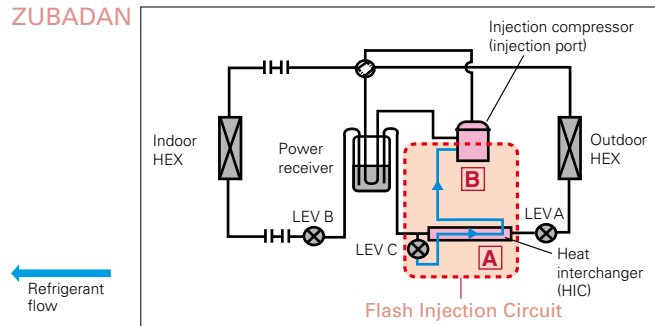 ZUBADAN
Injection compressor
(injection port)
Indoor
HEX
Power
receiver
Outdoor
HEX
B
LEV B
LEV A
LEV C
A
Heat
interchanger
(HIC)
Refrigerant
flow
Flash Injection Circuit